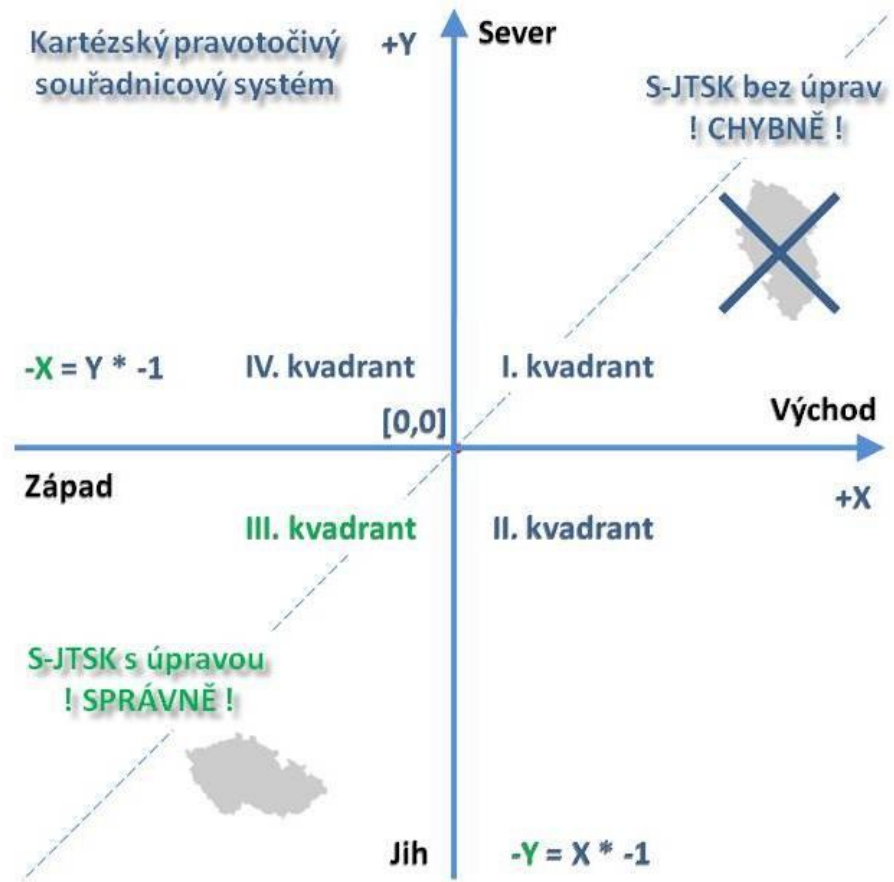 Kartézský pravotočivý
souřadnicový systém
+Y
Sever
S-JTSK bez úprav
! CHYBNĚ !
-X = Y * -1
IV. kvadrant
I. kvadrant
[0,0]
Východ
Západ
+X
III. kvadrant
II. kvadrant
S-JTSK s úpravou
! SPRÁVNĚ !
Jih
-Y = X * -1